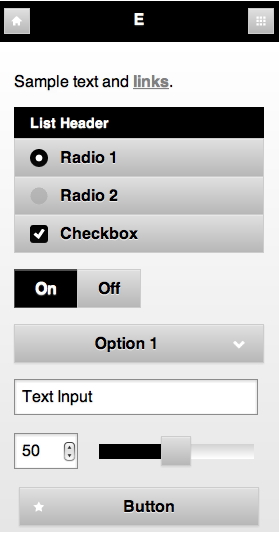 E
Sample text and links.
List Header
Radio 1
Radio 2
Checkbox
On Off
Option 1
Text Input
50
Button